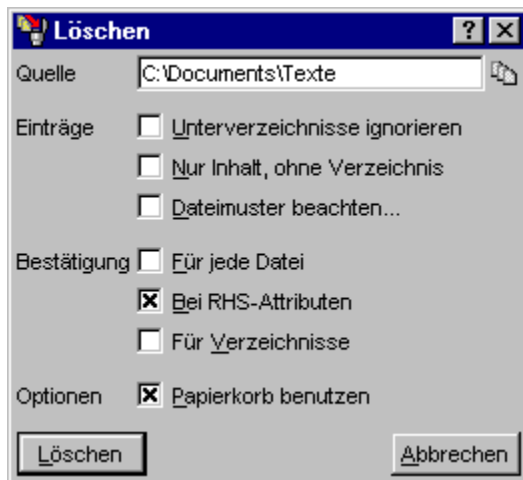 Löschen
Quelle C:\Documents\Texte
Einträge Unterverzeichnisse ignorieren
Nur Inhalt, ohne Verzeichnis
Dateimuster beachten...
Bestätigung Für jede Datei
Bei RHS-Attributen
Für Verzeichnisse
Optionen Papierkorb benutzen
Löschen Abbrechen